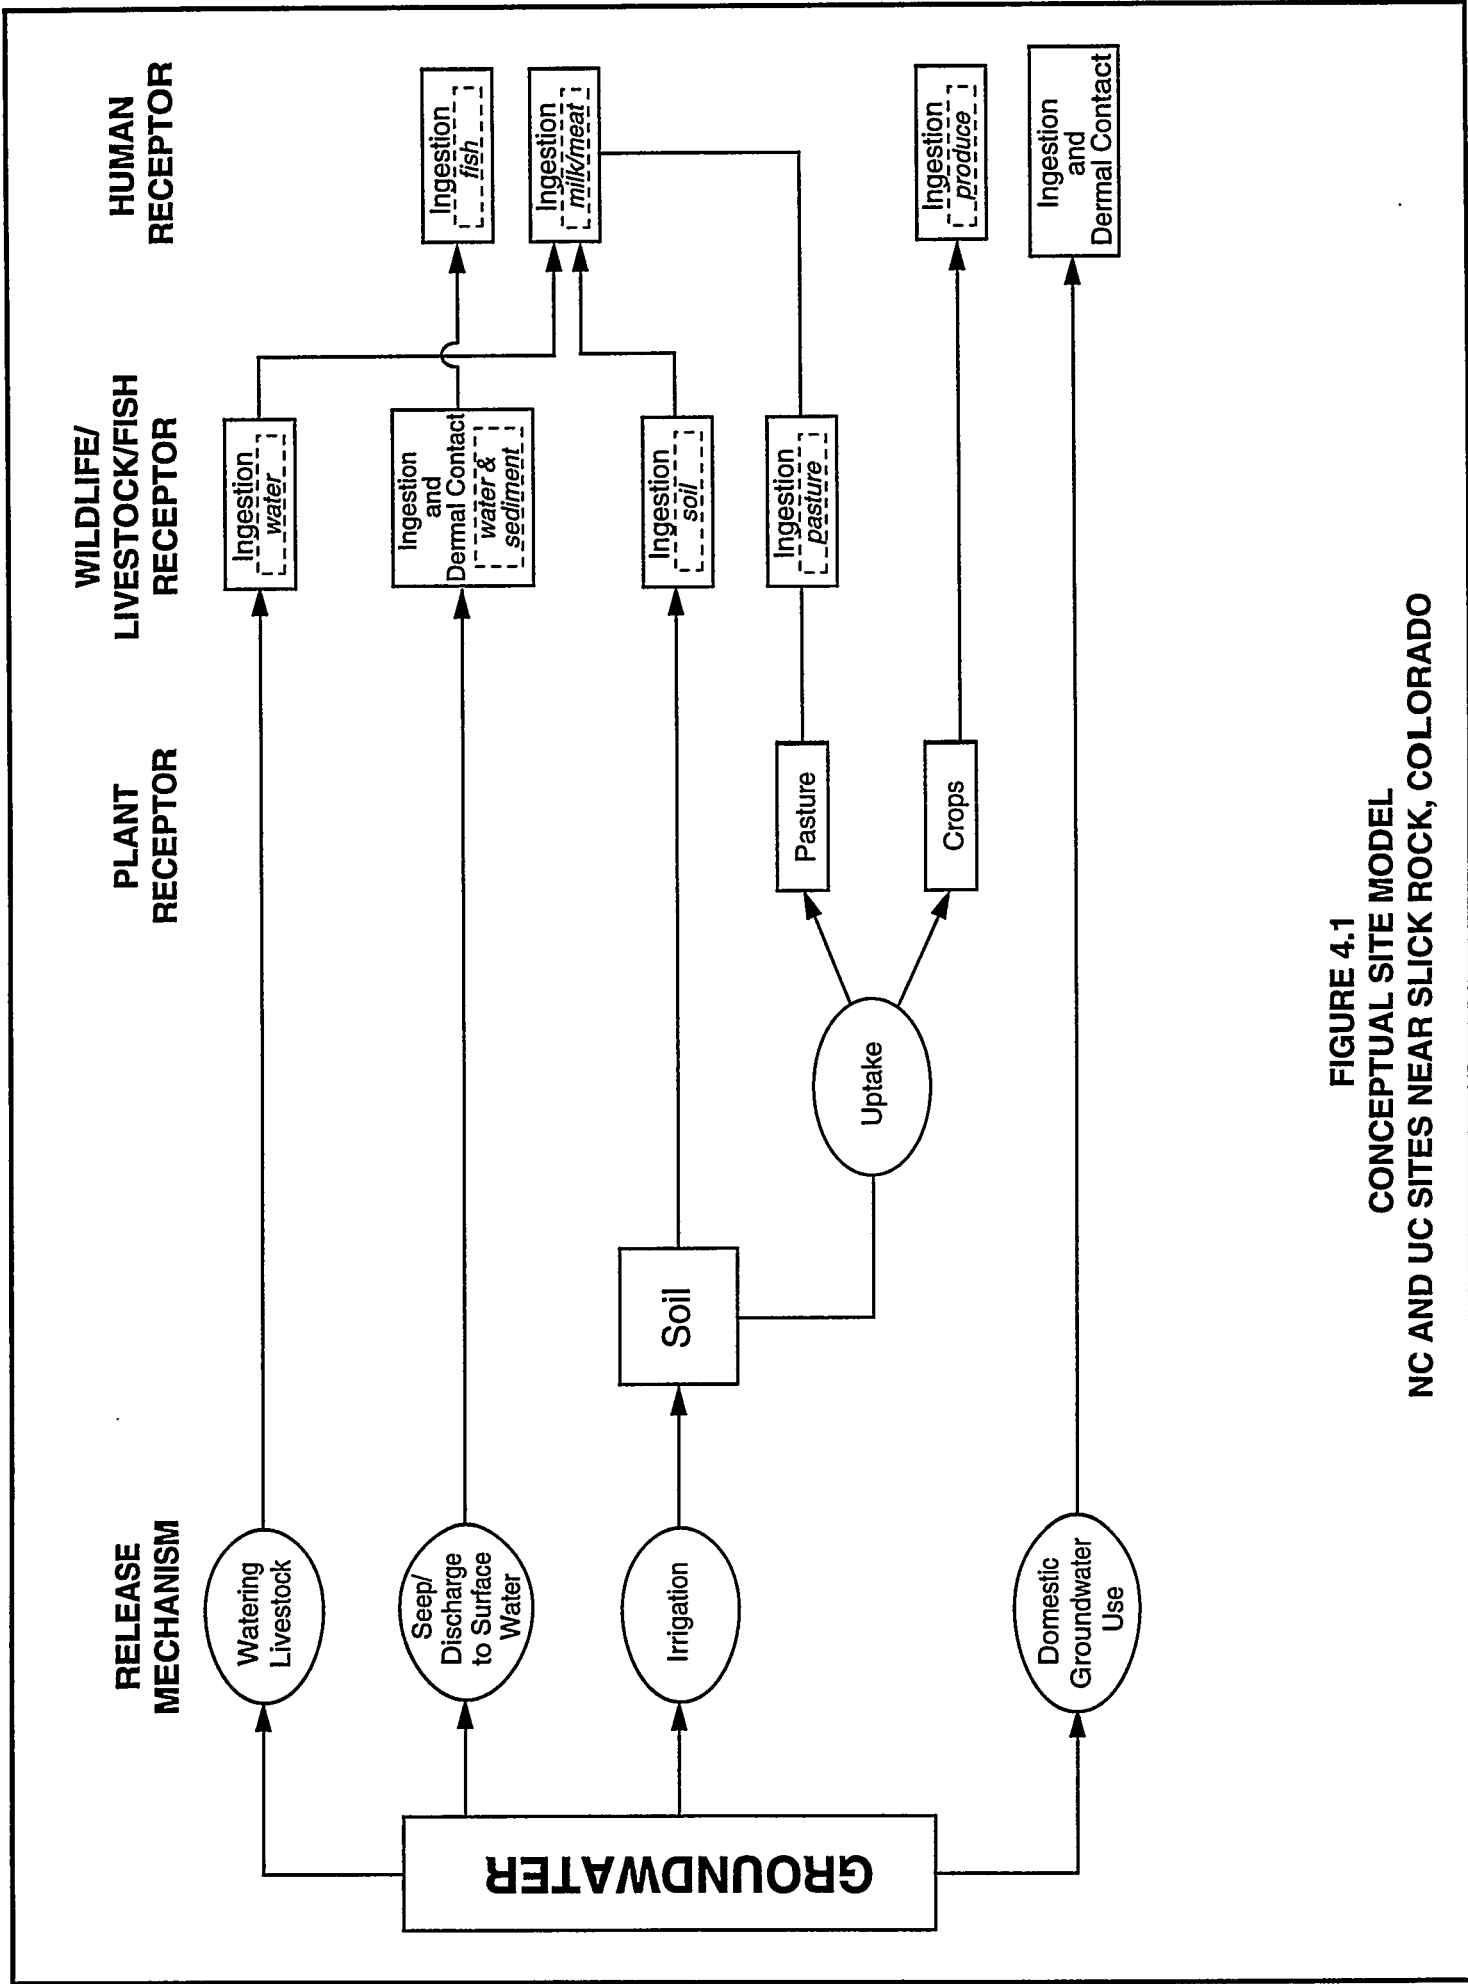 RELEASE
MECHANISM
PLANT
RECEPTOR
WILDLIFE/
LIVESTOCK/FISH
RECEPTOR
HUMAN
RECEPTOR
GROUNDWATER
Watering
Livestock
Ingestion
water
Seep/
Discharge
to Surface
Water
Ingestion
and
Dermal Contact
water &
sediment
Ingestion
fish
Ingestion
milk/meat
Irrigation
Soil
Ingestion
soil
Uptake
Pasture
Ingestion
pasture
Crops
Ingestion
produce
Domestic
Groundwater
Use
Ingestion
and
Dermal Contact
FIGURE 4.1
CONCEPTUAL SITE MODEL
NC AND UC SITES NEAR SLICK ROCK, COLORADO